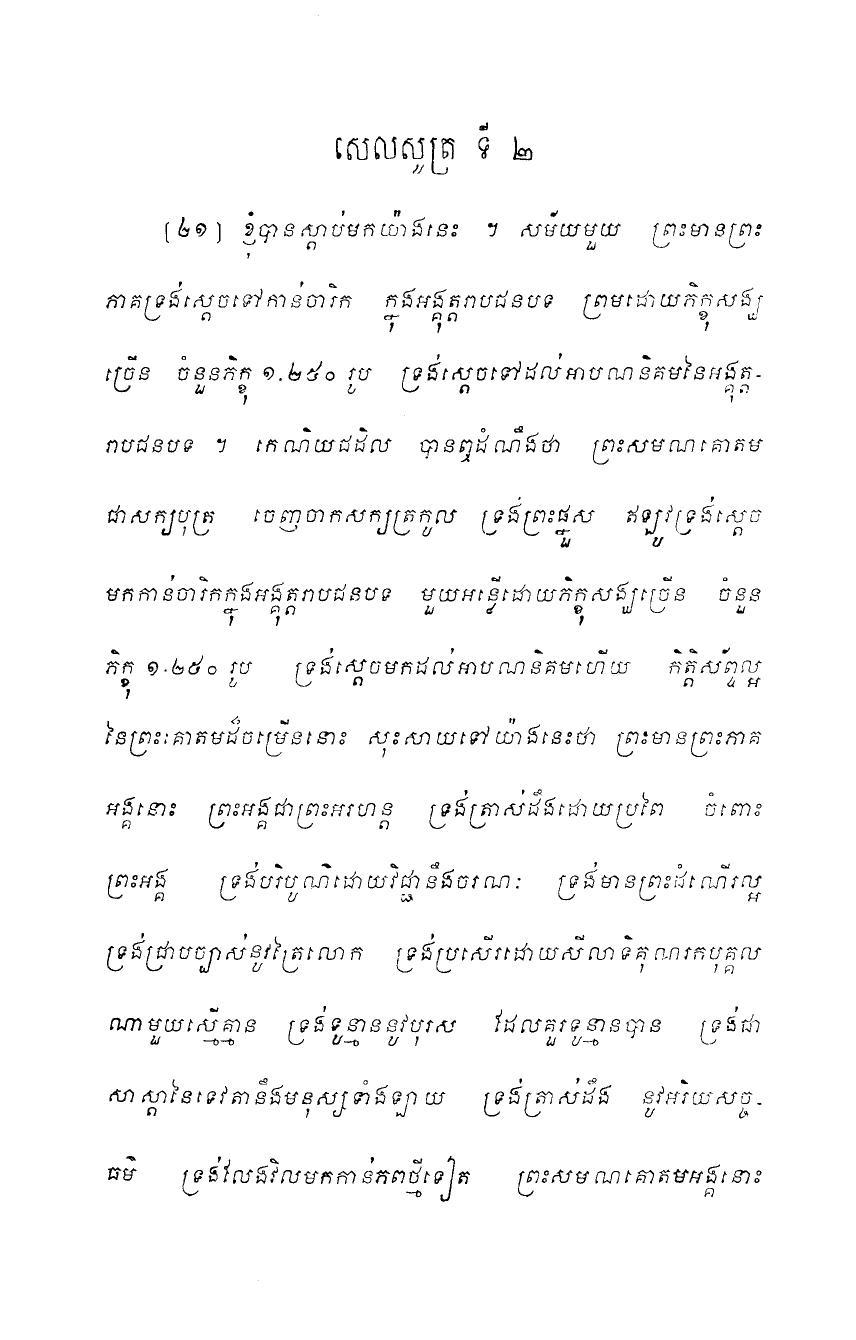 សេលសូត្រ ទី ២
(២១) ខ្ញុំបានស្តាប់មកយ៉ាងនេះ ។ សម័យមួយ ព្រះមានព្រះ
ភាគទ្រង់ស្តេចទៅកាន់ចារិក ក្នុងអង្គុត្តរាបជនបទ ព្រមដោយភិក្ខុសង្ឃ
ច្រើន ចំនួនភិក្ខុ ១.២៥០ រូប ទ្រង់ស្តេចទៅដល់អាបណនិគមនៃអង្គុត្ត-
រាបជនបទ ។ កេណិយជដិល បានឮដំណឹងថា ព្រះសមណគោតម
ជាសក្យបុត្រ ចេញចាកសក្យត្រកូល ទ្រង់ព្រះផ្នួស ឥឡូវទ្រង់ស្តេច
មកកាន់ចារិកក្នុងអង្គុត្តរាបជនបទ មួយអន្លើដោយភិក្ខុសង្ឃច្រើន ចំនួន
ភិក្ខុ ១.២៥០ រូប ទ្រង់ស្តេចមកដល់អាបណនិគមហើយ កិត្តិសព្ទល្អ
នៃព្រះគោតមដ៏ចម្រើននោះ សុះសាយទៅយ៉ាងនេះថា ព្រះមានព្រះភាគ
អង្គនោះ ព្រះអង្គជាព្រះអរហន្ត ទ្រង់ត្រាស់ដឹងដោយប្រពៃ ចំពោះ
ព្រះអង្គ ទ្រង់បរិបូណ៌ដោយវិជ្ជានឹងចរណៈ ទ្រង់មានព្រះដំណើរល្អ
ទ្រង់ជ្រាបច្បាស់នូវត្រៃលោក ទ្រង់ប្រសើរដោយសីលាទិគុណរកបុគ្គល
ណាមួយស្មើគ្មាន ទ្រង់ទូន្មាននូវបុរស ដែលគួរទូន្មានបាន ទ្រង់ជា
សាស្តានៃទេវតានឹងមនុស្សទាំងឡាយ ទ្រង់ត្រាស់ដឹង នូវអរិយសច្ច-
ធម៌ ទ្រង់លែងវិលមកកាន់ភពថ្មីទៀត ព្រះសមណគោតមអង្គនោះ